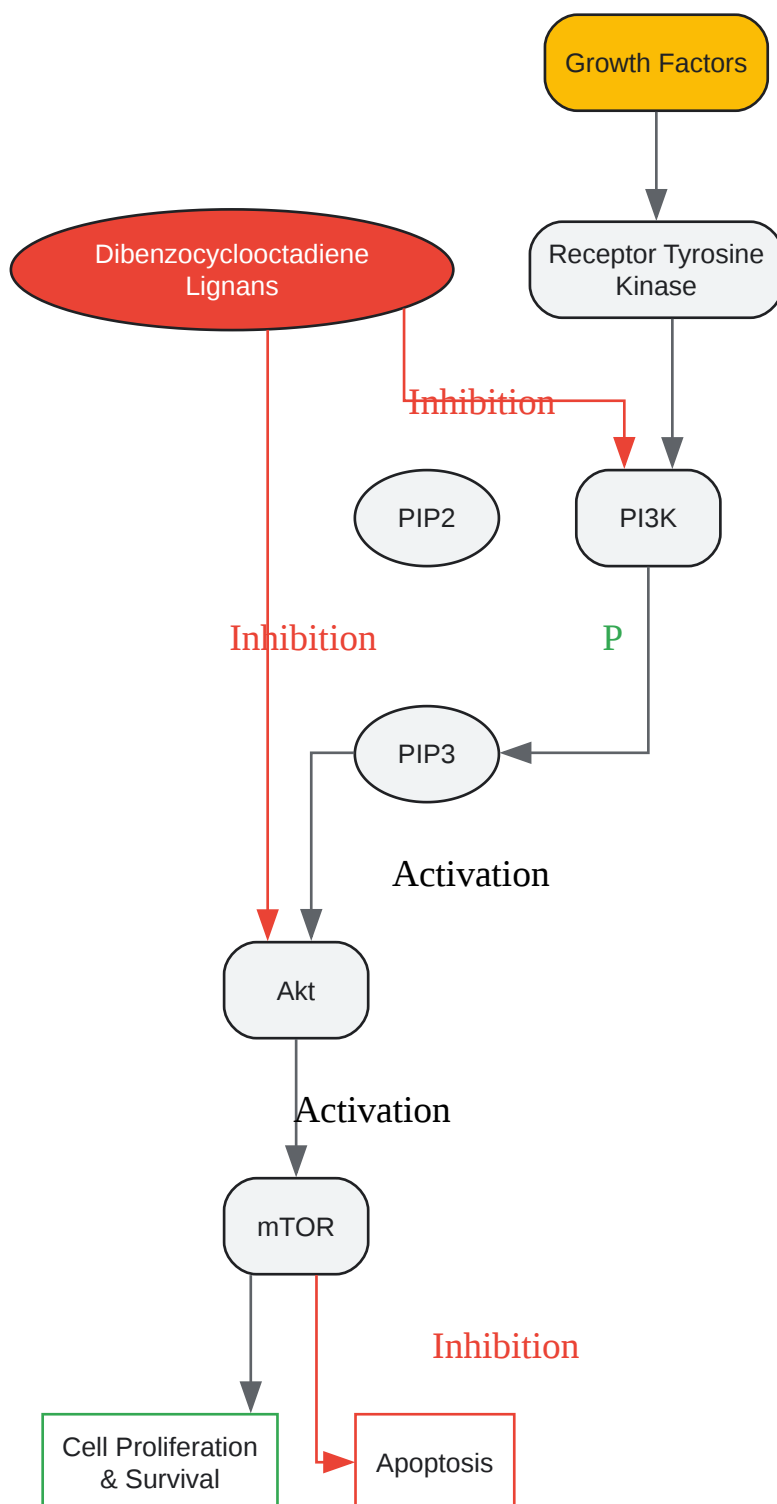 Growth Factors
Dibenzocyclooctadiene
Lignans
Receptor Tyrosine
Kinase
Inhibition
PIP2
PI3K
Inhibition
P
PIP3
Activation
Akt
Activation
mTOR
Inhibition
Cell Proliferation
& Survival
Apoptosis